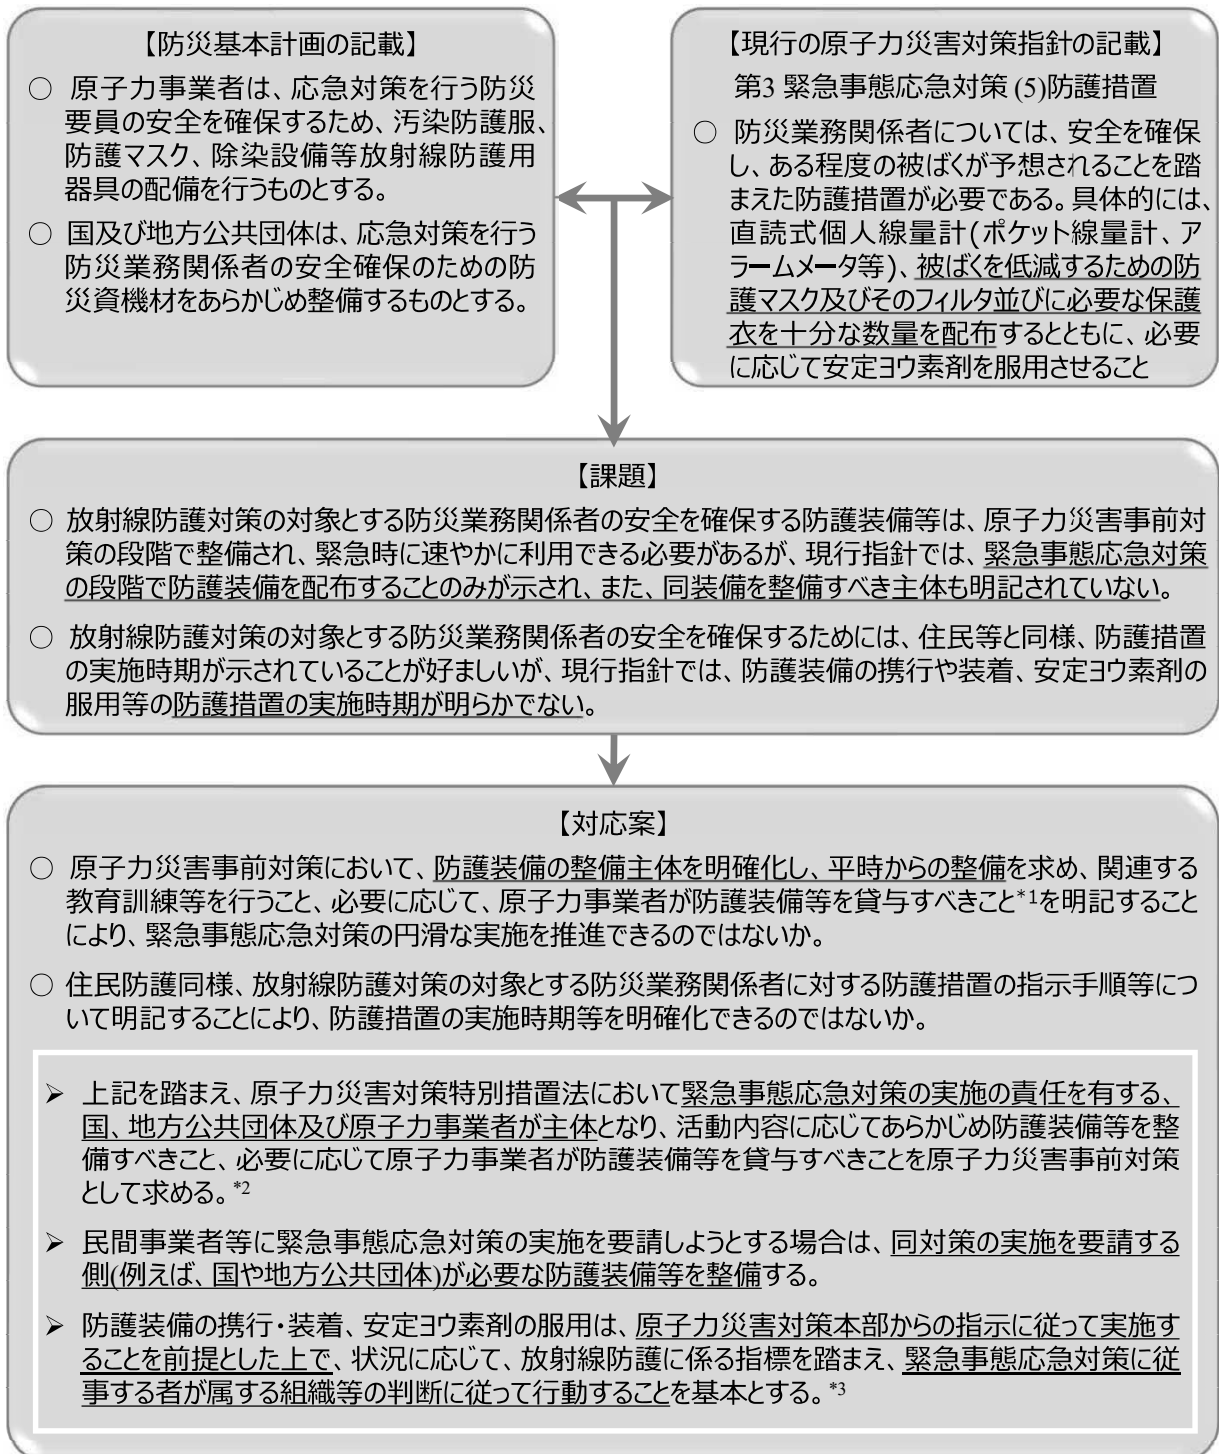 【防災基本計画の記載】
○ 原子力事業者は、応急対策を行う防災
要員の安全を確保するため、汚染防護服、
防護マスク、除染設備等放射線防護用
器具の配備を行うものとする。
○ 国及び地方公共団体は、応急対策を行う
防災業務関係者の安全確保のための防
災資機材をあらかじめ整備するものとする。
【現行の原子力災害対策指針の記載】
第3 緊急事態応急対策 (5)防護措置
○ 防災業務関係者については、安全を確保
し、ある程度の被ばくが予想されることを踏
まえた防護措置が必要である。具体的には、
直読式個人線量計(ポケット線量計、ア
ラームメータ等)、被ばくを低減するための防
護マスク及びそのフィルタ並びに必要な保護
衣を十分な数量を配布するとともに、必要
に応じて安定ヨウ素剤を服用させること
【課題】
○ 放射線防護対策の対象とする防災業務関係者の安全を確保する防護装備等は、原子力災害事前対
策の段階で整備され、緊急時に速やかに利用できる必要があるが、現行指針では、緊急事態応急対策
の段階で防護装備を配布することのみが示され、また、同装備を整備すべき主体も明記されていない。
○ 放射線防護対策の対象とする防災業務関係者の安全を確保するためには、住民等と同様、防護措置
の実施時期が示されていることが好ましいが、現行指針では、防護装備の携行や装着、安定ヨウ素剤の
服用等の防護措置の実施時期が明らかでない。
【対応案】
○ 原子力災害事前対策において、防護装備の整備主体を明確化し、平時からの整備を求め、関連する
教育訓練等を行うこと、必要に応じて、原子力事業者が防護装備等を貸与すべきこと*1を明記すること
により、緊急事態応急対策の円滑な実施を推進できるのではないか。
○ 住民防護同様、放射線防護対策の対象とする防災業務関係者に対する防護措置の指示手順等につ
いて明記することにより、防護措置の実施時期等を明確化できるのではないか。
➢ 上記を踏まえ、原子力災害対策特別措置法において緊急事態応急対策の実施の責任を有する、
国、地方公共団体及び原子力事業者が主体となり、活動内容に応じてあらかじめ防護装備等を整
備すべきこと、必要に応じて原子力事業者が防護装備等を貸与すべきことを原子力災害事前対策
として求める。*2
➢ 民間事業者等に緊急事態応急対策の実施を要請しようとする場合は、同対策の実施を要請する
側(例えば、国や地方公共団体)が必要な防護装備等を整備する。
➢ 防護装備の携行・装着、安定ヨウ素剤の服用は、原子力災害対策本部からの指示に従って実施す
ることを前提とした上で、状況に応じて、放射線防護に係る指標を踏まえ、緊急事態応急対策に従
事する者が属する組織等の判断に従って行動することを基本とする。*3